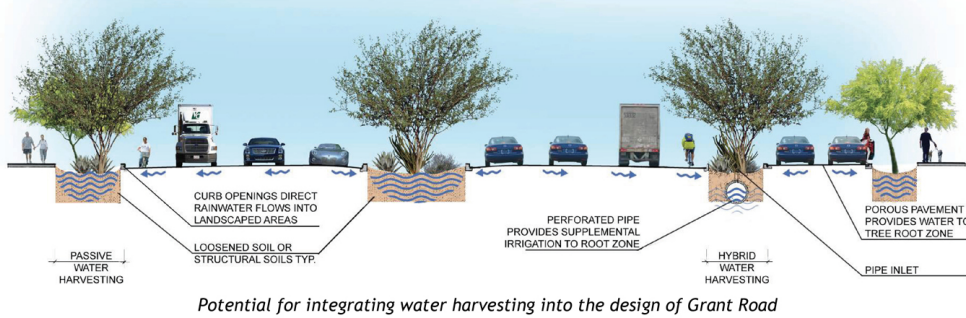 CURB OPENINGS DIRECT
RAINWATER FLOWS INTO
LANDSCAPED AREAS
LOOSENED SOIL OR
STRUCTURAL SOILS TYP.
PASSIVE
WATER
HARVESTING
PERFORATED PIPE
PROVIDES SUPPLEMENTAL
IRRIGATION TO ROOT ZONE
HYBRID
WATER
HARVESTING
POROUS PAVEMENT
PROVIDES WATER TO
TREE ROOT ZONE
PIPE INLET
Potential for integrating water harvesting into the design of Grant Road